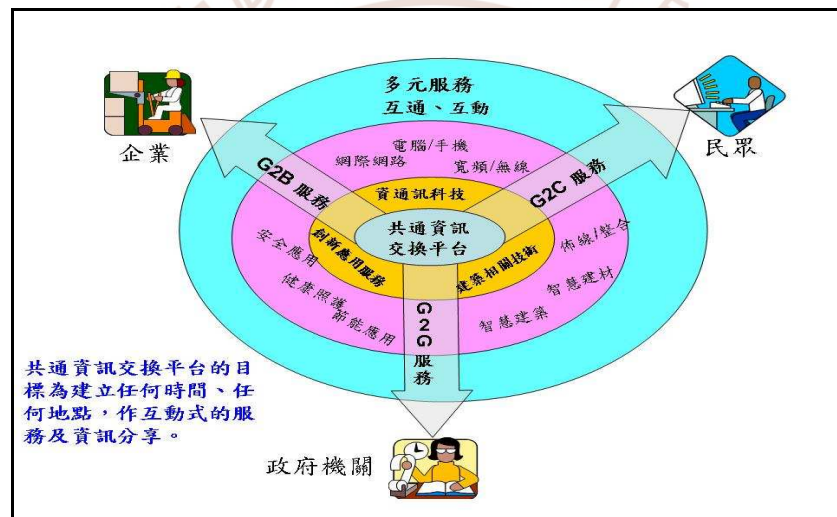 多元服務
互通、互動
企業
民眾
電腦/手機
網際網路
寬頻/無線
G2B 服務
G2C 服務
資通訊科技
共通資訊
交換平台
創新應用服務
建築相關技術
安全應用
健康照護
節能應用
佈線/整合
智慧建材
智慧建築
G2G 服務
共通資訊交換平台的目
標為建立任何時間、任
何地點，作互動式的服
務及資訊分享。
政府機關